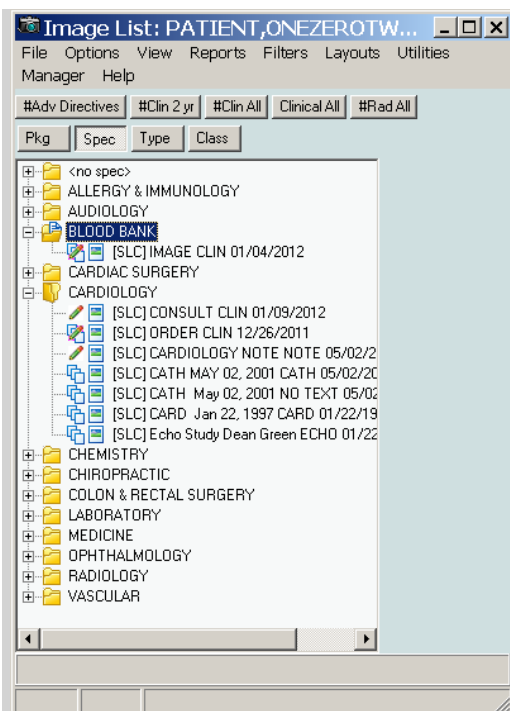 Image List: PATIENT,ONEZEROTW...
File Options View Reports Filters Layouts Utilities
Manager Help
#Adv Directives #Clin 2 yr #Clin All Clinical All #Rad All
Pkg Spec Type Class
<no spec>
ALLERGY & IMMUNOLOGY
AUDIOLOGY
BLOOD BANK
[SLC] IMAGE CLIN 01/04/2012
CARDIAC SURGERY
CARDIOLOGY
[SLC] CONSULT CLIN 01/09/2012
[SLC] ORDER CLIN 12/26/2011
[SLC] CARDIOLOGY NOTE NOTE 05/02/2
[SLC] CATH MAY 02, 2001 CATH 05/02/20
[SLC] CATH May 02, 2001 NO TEXT 05/02
[SLC] CARD Jan 22, 1997 CARD 01/22/19
[SLC] Echo Study Dean Green ECHO 01/22
CHEMISTRY
CHIROPRACTIC
COLON & RECTAL SURGERY
LABORATORY
MEDICINE
OPHTHALMOLOGY
RADIOLOGY
VASCULAR